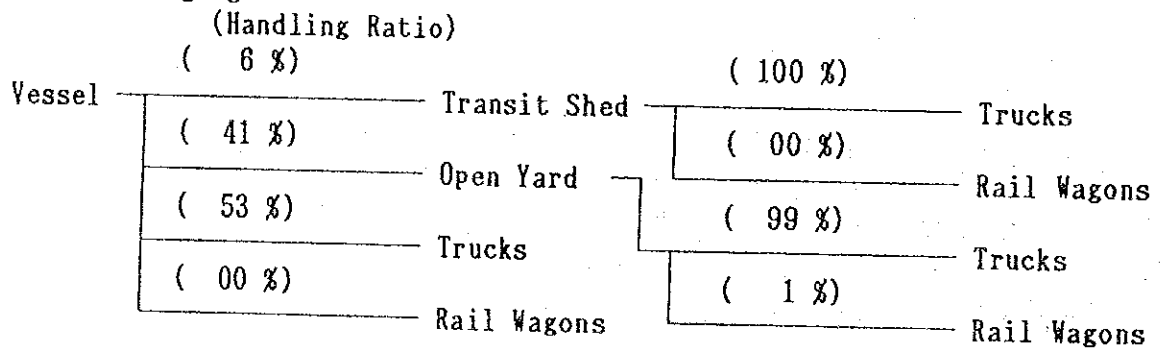 (Handling Ratio)
( 6 %)
( 100 %)
Vessel
Transit Shed
Trucks
( 41 %)
( 00 %)
Open Yard
Rail Wagons
( 53 %)
( 99 %)
Trucks
Trucks
( 00 %)
( 1 %)
Rail Wagons
Rail Wagons